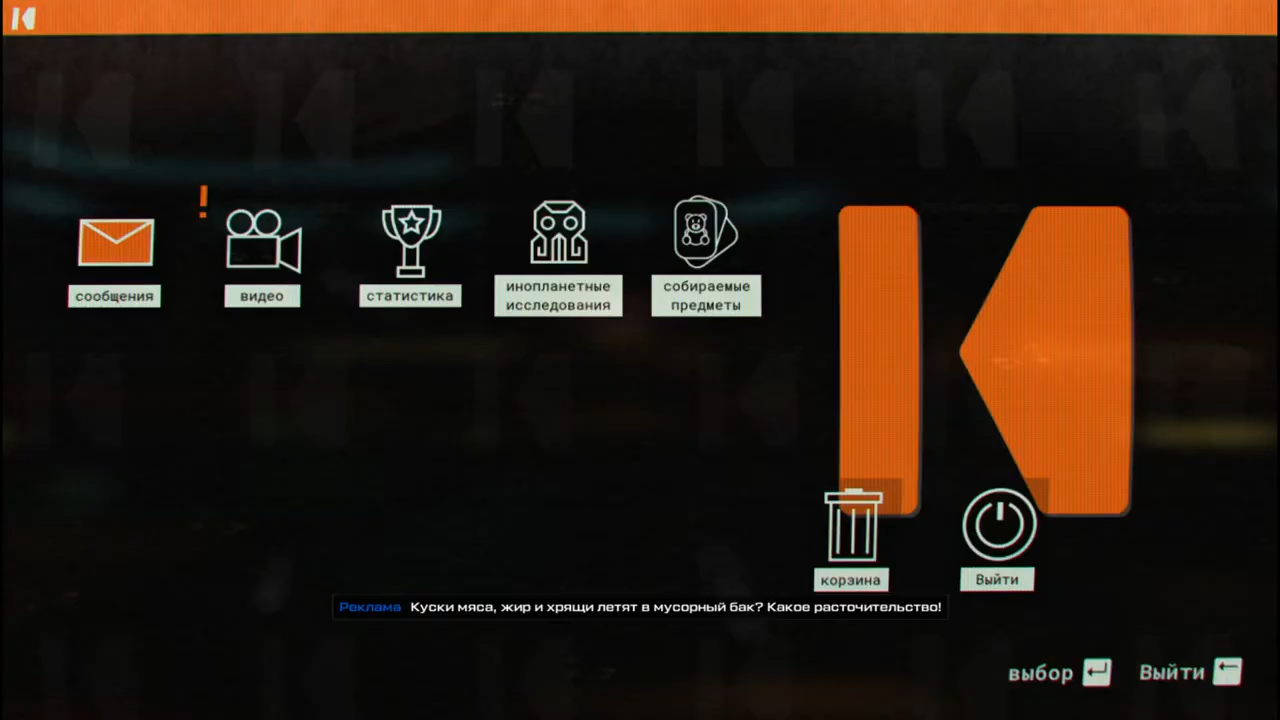 !
сообщения
видео
статистика
инопланетные
исследования
собираемые
предметы
корзина
Выйти
Реклама Куски мяса, жир и хрящи летят в мусорный бак? Какое расточительство!
выбор
Выйти